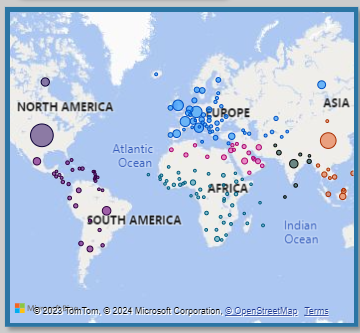 NORTH AMERICA
EUROPE
ASIA
Atlantic
Ocean
AFRICA
SOUTH AMERICA
Indian
Ocean
© 2023 TomTom, © 2024 Microsoft Corporation, © OpenStreetMap Terms